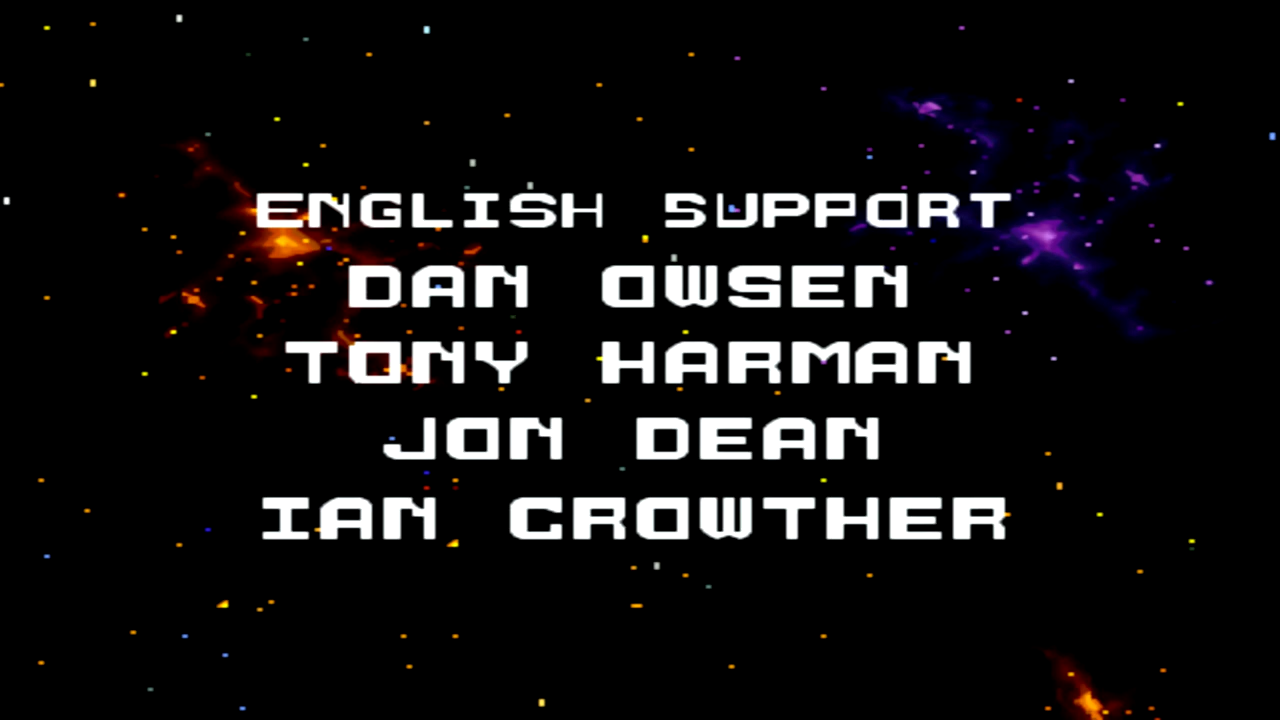 ENGLISH SUPPORT
DAN OWSEN
TONY HARMAN
JON DEAN
IAN CROWTHER